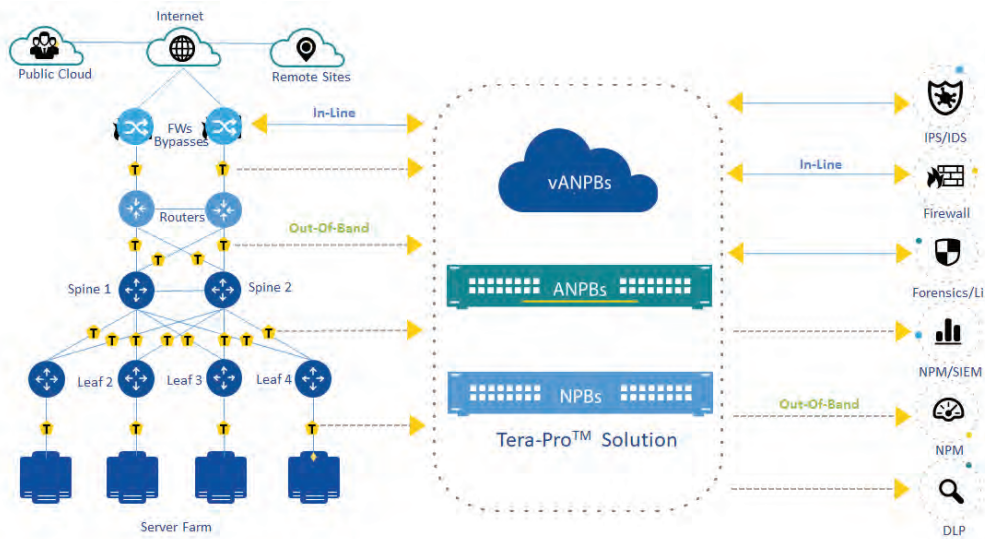 Internet
Public Cloud
Remote Sites
FWs
Bypasses
In-Line
T
T
Routers
Out-Of-Band
T
T
T
T
Spine 1
Spine 2
T
T
T
T
T
T
T
T
Leaf 2
Leaf 3
Leaf 4
T
T
T
T
Server Farm
vANPBs
ANPBs
NPBs
Tera-Pro™ Solution
IPS/IDS
In-Line
Firewall
Forensics/Li
NPM/SIEM
Out-Of-Band
NPM
DLP